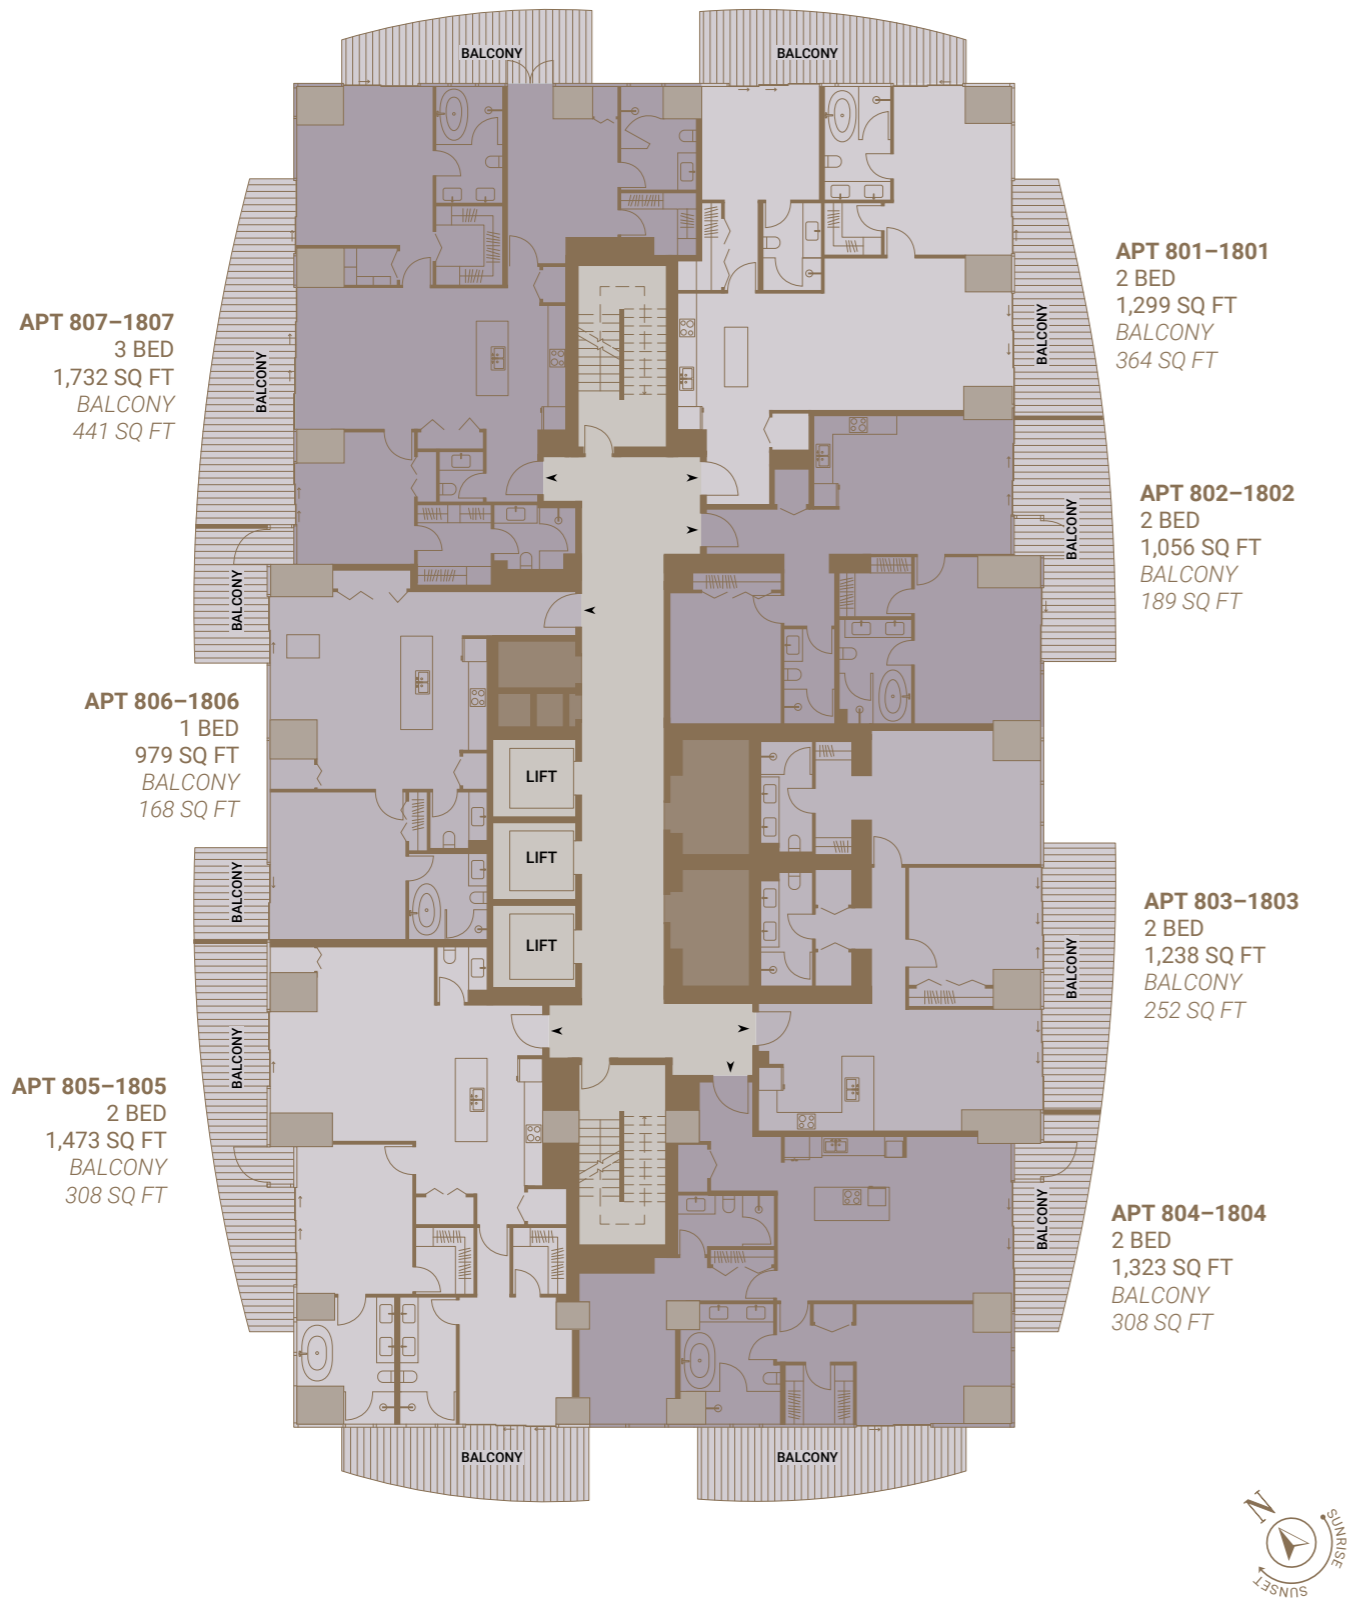 BALCONY
BALCONY
APT 801–1801
2 BED
1,299 SQ FT
BALCONY
364 SQ FT
BALCONY
APT 807–1807
3 BED
1,732 SQ FT
BALCONY
441 SQ FT
BALCONY
APT 802–1802
2 BED
1,056 SQ FT
BALCONY
189 SQ FT
BALCONY
BALCONY
APT 806–1806
1 BED
979 SQ FT
BALCONY
168 SQ FT
LIFT
LIFT
LIFT
BALCONY
APT 803–1803
2 BED
1,238 SQ FT
BALCONY
252 SQ FT
BALCONY
BALCONY
APT 805–1805
2 BED
1,473 SQ FT
BALCONY
308 SQ FT
APT 804–1804
2 BED
1,323 SQ FT
BALCONY
308 SQ FT
BALCONY
BALCONY
BALCONY
N
SUNRISE
SUNSET